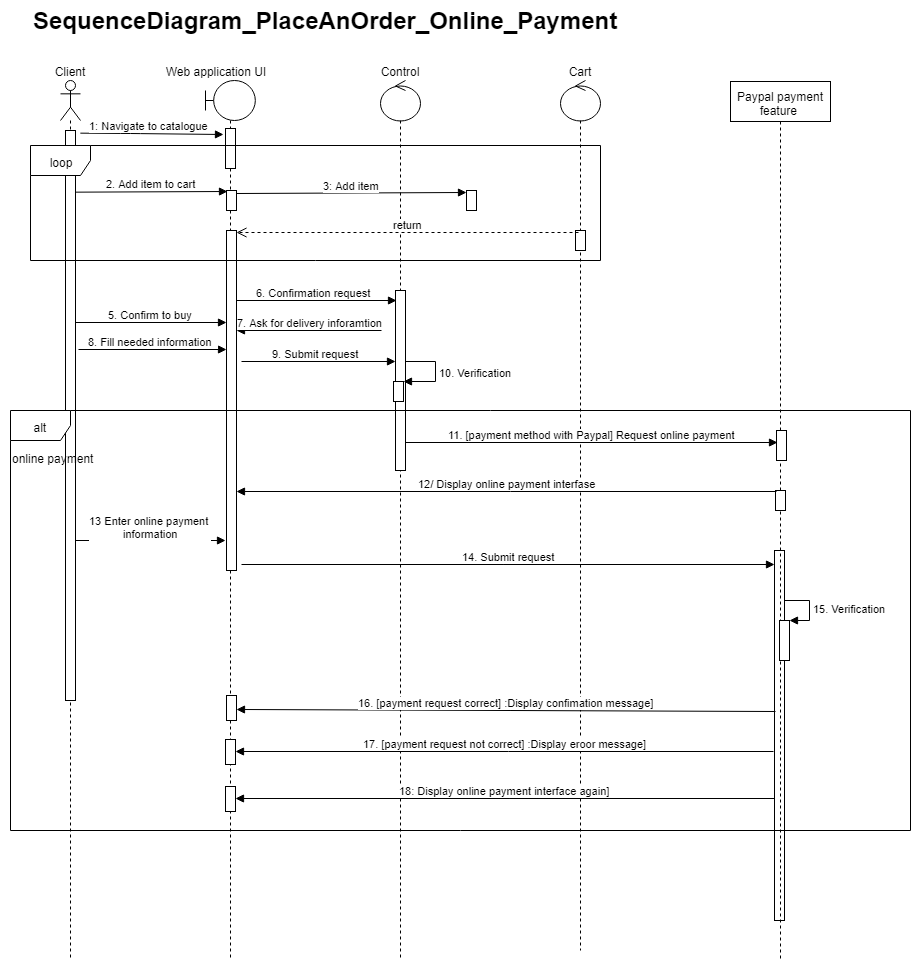 SequenceDiagram_PlaceAnOrder_Online_Payment
Client
Web application UI
Control
Cart
Paypal payment
feature
1: Navigate to catalogue
loop
2. Add item to cart
3: Add item
return
6. Confirmation request
5. Confirm to buy
7. Ask for delivery inforamtion
8. Fill needed information
9. Submit request
10. Verification
alt
online payment
11. [payment method with Paypal] Request online payment
12/ Display online payment interfase
13 Enter online payment
information
14. Submit request
15. Verification
16. [payment request correct] :Display confimation message]
17. [payment request not correct] :Display eroor message]
18: Display online payment interface again]